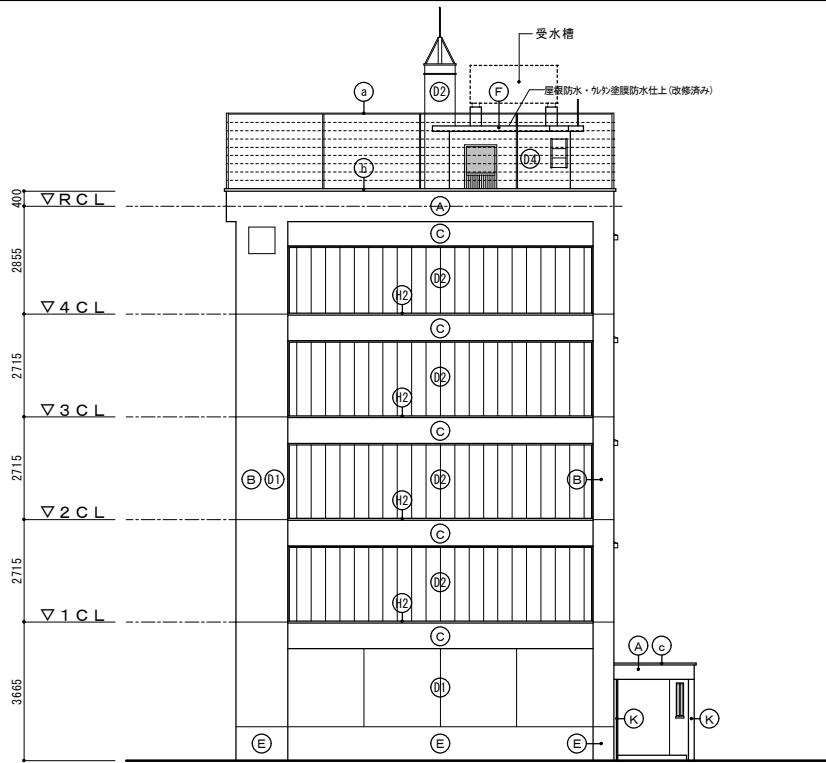 受水槽
D2
F
屋根防水・ウレタン塗膜防水仕上(改修済み)
a
D4
b
400
▽RCL
A
C
2855
D2
H2
▽4CL
C
2715
D2
H2
▽3CL
C
2715
B D1
D2
B
H2
▽2CL
C
2715
D2
H2
▽1CL
C
A c
3665
D1
K
K
E
E
E